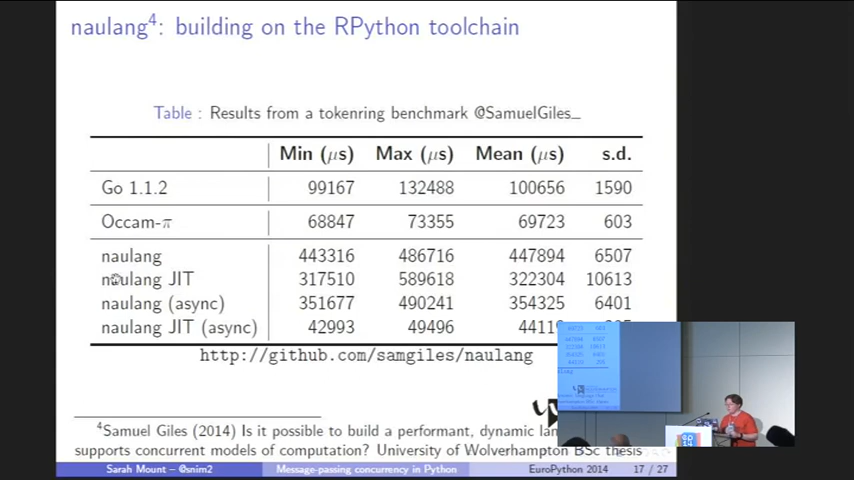 naulang4: building on the RPython toolchain
Table : Results from a tokenring benchmark @SamuelGiles_
Min (μs) Max (μs) Mean (μs) s.d.
Go 1.1.2 99167 132488 100656 1590
Occam-π 68847 73355 69723 603
naulang 443316 486716 447894 6507
naulang JIT 317510 589618 322304 10613
naulang (async) 351677 490241 354325 6401
naulang JIT (async) 42993 49496 44119
http://github.com/samgiles/naulang
4Samuel Giles (2014) Is it possible to build a performant, dynamic
supports concurrent models of computation? University of Wolverhampton BSc thesis
Sarah Mount – @snim2 Message-passing concurrency in Python EuroPython 2014 17 / 27